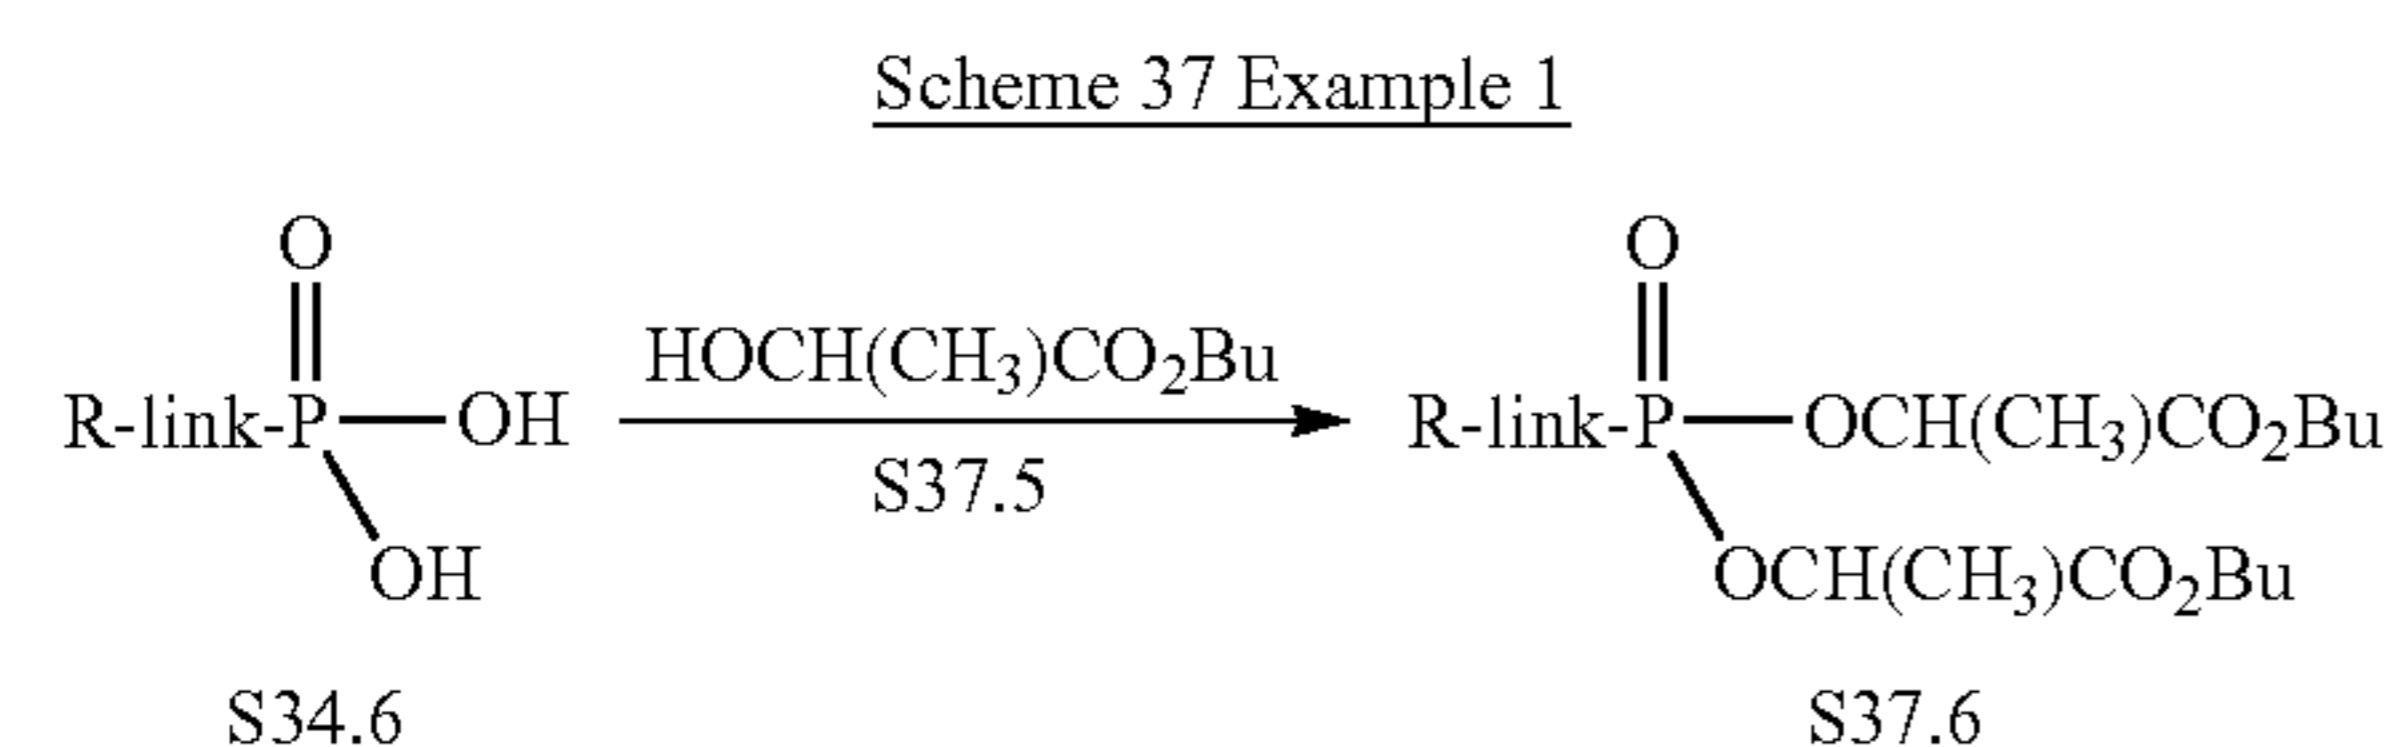 Scheme 37 Example 1
O
O
HOCH(CH₃)CO₂Bu
R-link-P
OH
R-link-P
OCH(CH₃)CO₂Bu
S37.5
OH
OCH(CH₃)CO₂Bu
S34.6
S37.6